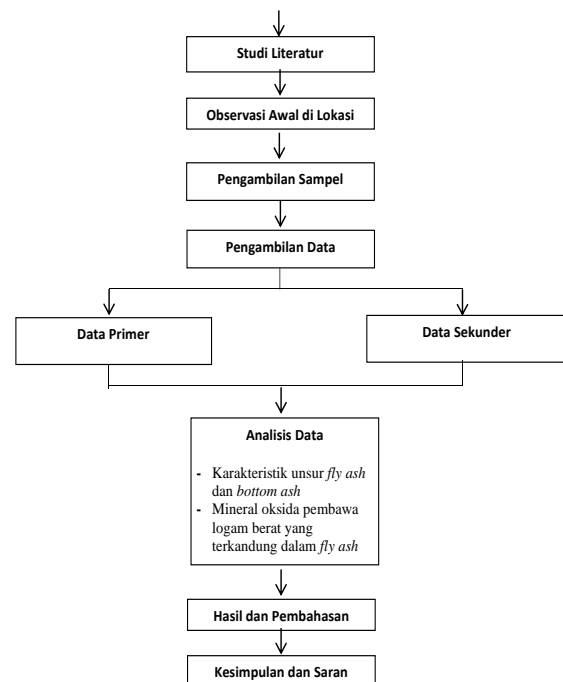 Studi Literatur
Observasi Awal di Lokasi
Pengambilan Sampel
Pengambilan Data
Data Primer
Data Sekunder
Analisis Data
- Karakteristik unsur fly ash
dan bottom ash
- Mineral oksida pembawa
logam berat yang
terkandung dalam fly ash
Hasil dan Pembahasan
Kesimpulan dan Saran